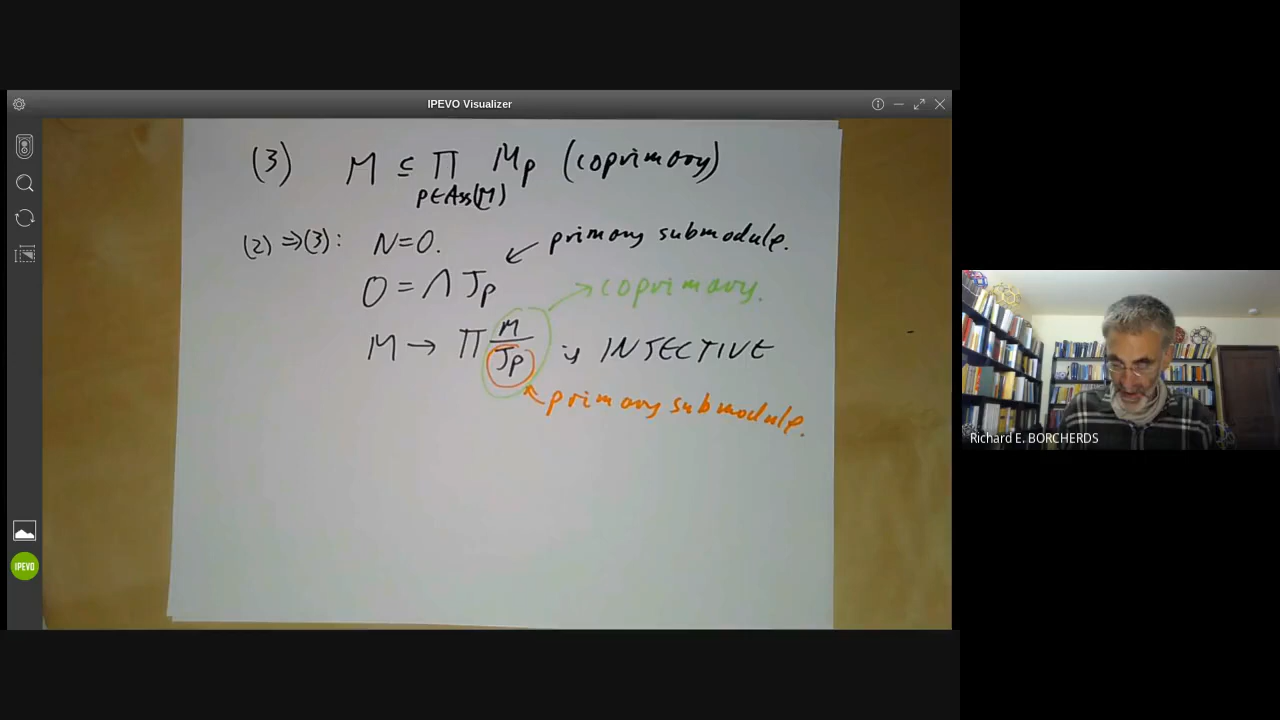 IPEVO Visualizer
(3) M ⊆ Π M_p (coprimary)
p∈Ass(M)
(2) ⇒(3): N=0.
primary submodule.
0 = ∩ J_p
coprimary.
M → Π M/J_p is INJECTIVE
primary submodule.
Richard E. BORCHERDS
IPEVO